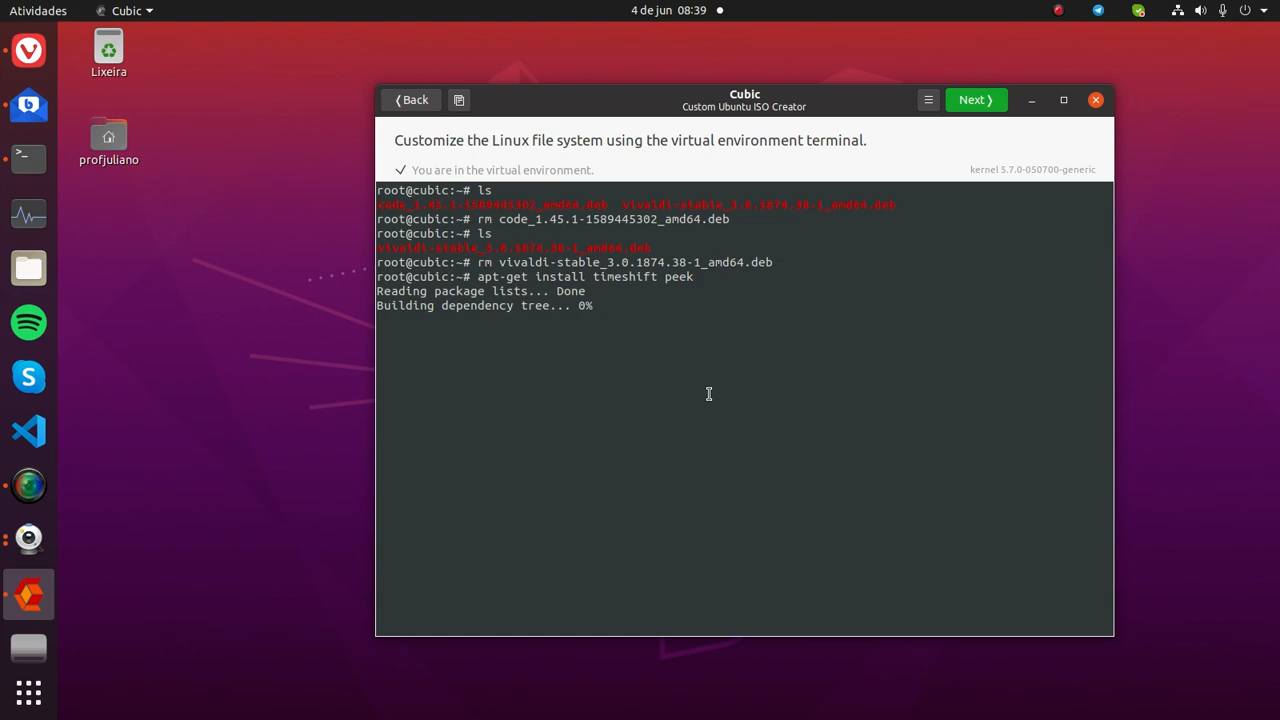 Atividades
Cubic
4 de jun 08:39
Lixeira
profjuliano
Back
Cubic
Custom Ubuntu ISO Creator
Next
Customize the Linux file system using the virtual environment terminal.
You are in the virtual environment.
kernel 5.7.0-050700-generic
root@cubic:~# ls
code_1.45.1-1589445302_amd64.deb vivaldi-stable_3.0.1874.38-1_amd64.deb
root@cubic:~# rm code_1.45.1-1589445302_amd64.deb
root@cubic:~# ls
vivaldi-stable_3.0.1874.38-1_amd64.deb
root@cubic:~# rm vivaldi-stable_3.0.1874.38-1_amd64.deb
root@cubic:~# apt-get install timeshift peek
Reading package lists... Done
Building dependency tree... 0%